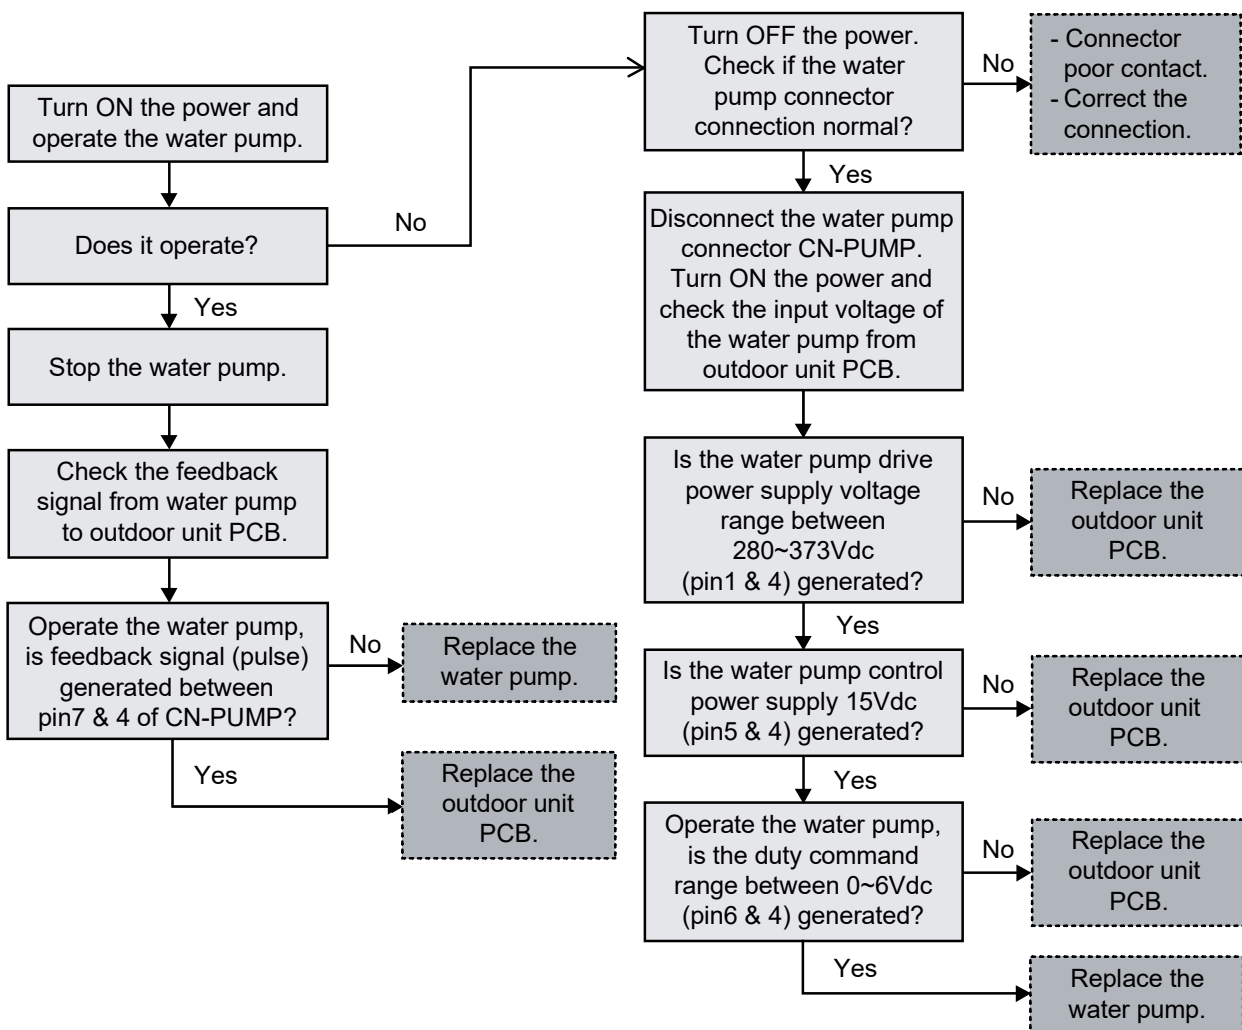 Turn ON the power and
operate the water pump.
Does it operate?
No
Yes
Stop the water pump.
Check the feedback
signal from water pump
to outdoor unit PCB.
Operate the water pump,
is feedback signal (pulse)
generated between
pin7 & 4 of CN-PUMP?
No
Replace the
water pump.
Yes
Replace the
outdoor unit
PCB.
Turn OFF the power.
Check if the water
pump connector
connection normal?
No
- Connector
poor contact.
- Correct the
connection.
Yes
Disconnect the water pump
connector CN-PUMP.
Turn ON the power and
check the input voltage of
the water pump from
outdoor unit PCB.
Is the water pump drive
power supply voltage
range between
280~373Vdc
(pin1 & 4) generated?
No
Replace the
outdoor unit
PCB.
Yes
Is the water pump control
power supply 15Vdc
(pin5 & 4) generated?
No
Replace the
outdoor unit
PCB.
Yes
Operate the water pump,
is the duty command
range between 0~6Vdc
(pin6 & 4) generated?
No
Replace the
outdoor unit
PCB.
Yes
Replace the
water pump.